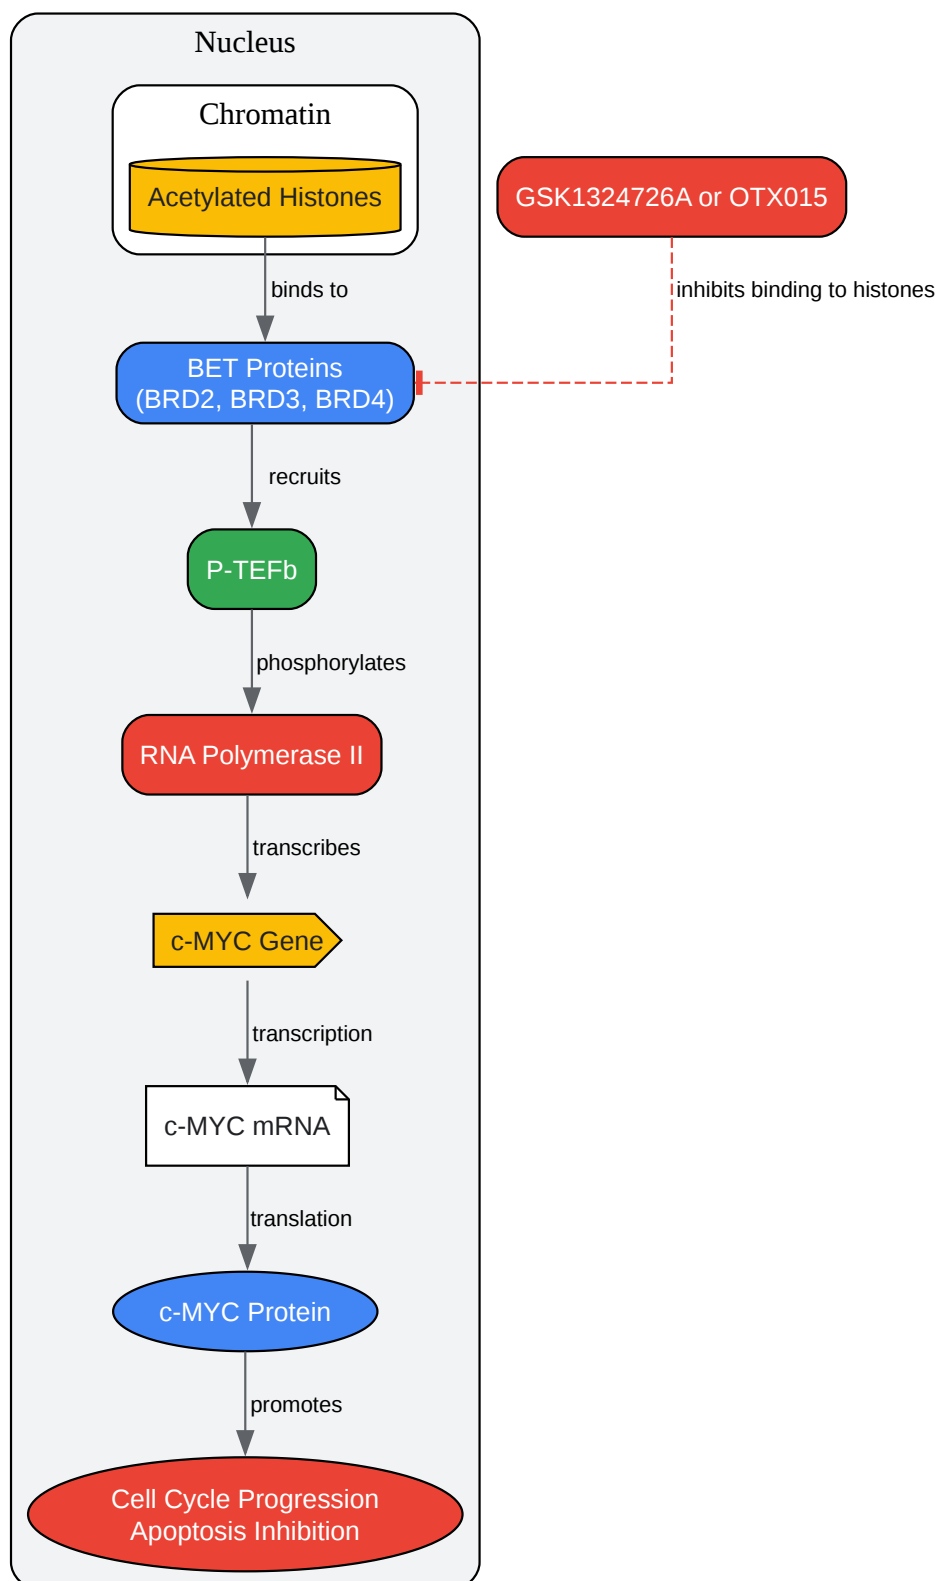 Nucleus
Chromatin
Acetylated Histones
GSK1324726A or OTX015
binds to
inhibits binding to histones
BET Proteins
(BRD2, BRD3, BRD4)
recruits
P-TEFb
phosphorylates
RNA Polymerase II
transcribes
c-MYC Gene
transcription
c-MYC mRNA
translation
c-MYC Protein
promotes
Cell Cycle Progression
Apoptosis Inhibition